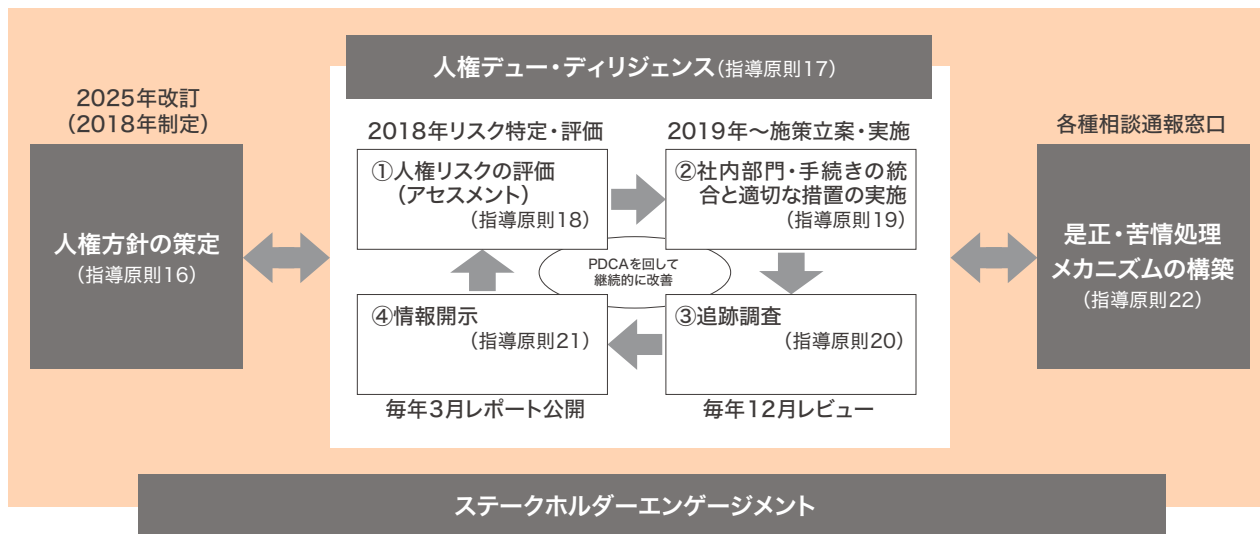 人権デュー・ディリジェンス(指導原則17)
2025年改訂
(2018年制定)
人権方針の策定
(指導原則16)
2018年リスク特定・評価
①人権リスクの評価
(アセスメント)
(指導原則18)
2019年～施策立案・実施
②社内部門・手続きの統
合と適切な措置の実施
(指導原則19)
PDCAを回して
継続的に改善
④情報開示
(指導原則21)
毎年3月レポート公開
③追跡調査
(指導原則20)
毎年12月レビュー
各種相談通報窓口
是正・苦情処理
メカニズムの構築
(指導原則22)
ステークホルダーエンゲージメント